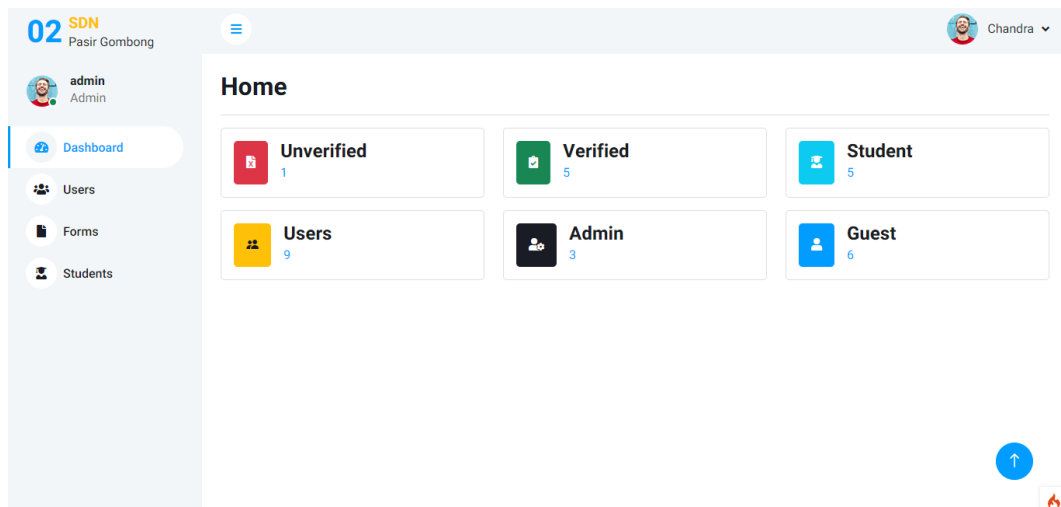 02 SDN
Pasir Gombong
Chandra
admin
Admin
Dashboard
Users
Forms
Students
Home
Unverified
1
Verified
5
Student
5
Users
9
Admin
3
Guest
6